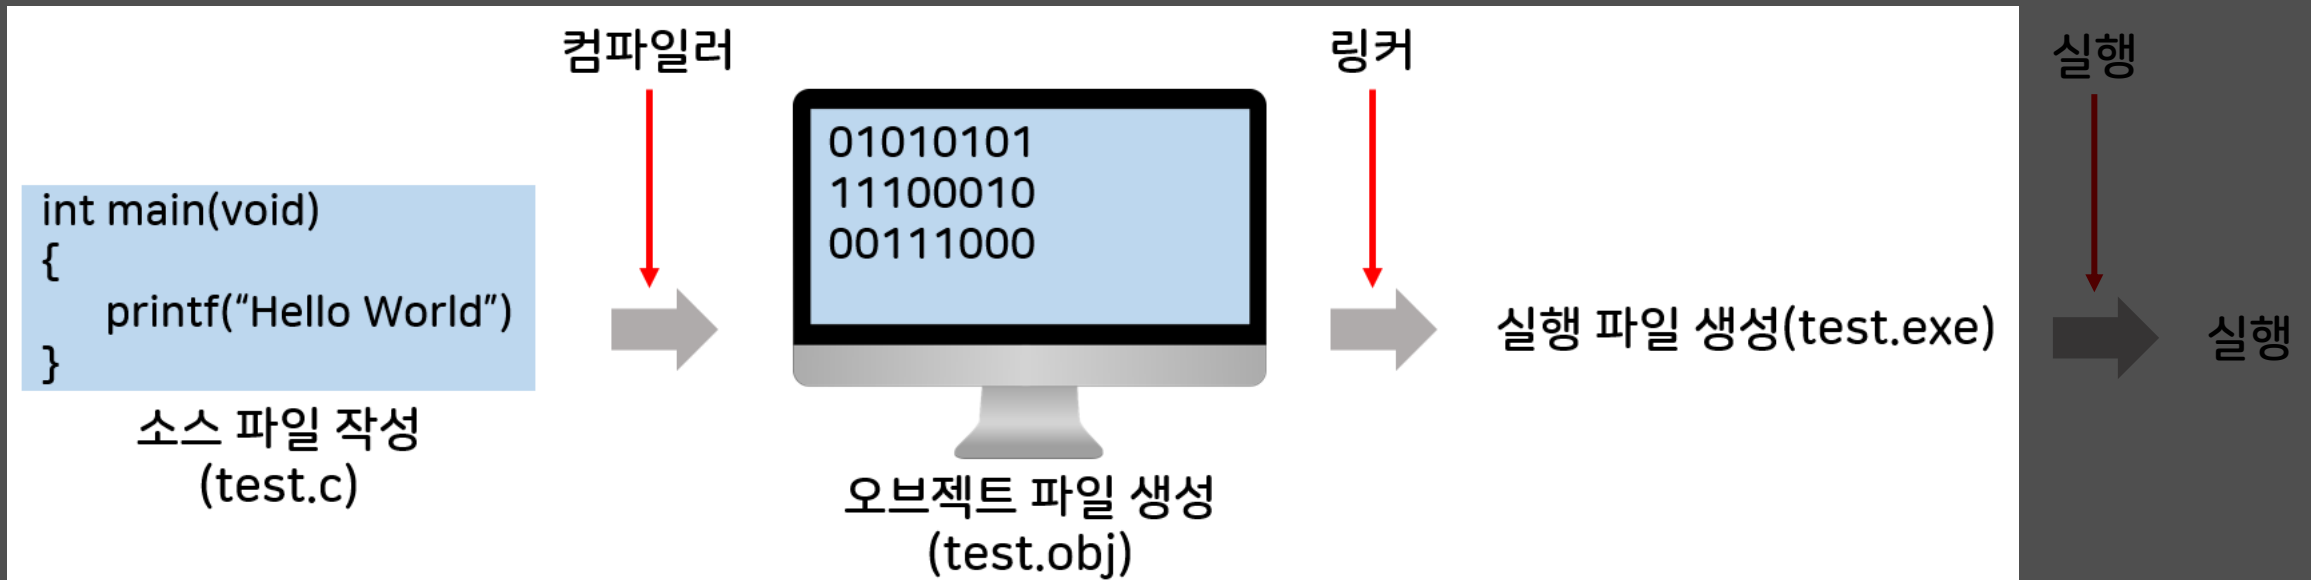 컴파일러
링커
실행
int main(void)
{
printf(“Hello World”)
}
소스 파일 작성
(test.c)
01010101
11100010
00111000
오브젝트 파일 생성
(test.obj)
실행 파일 생성(test.exe)
실행